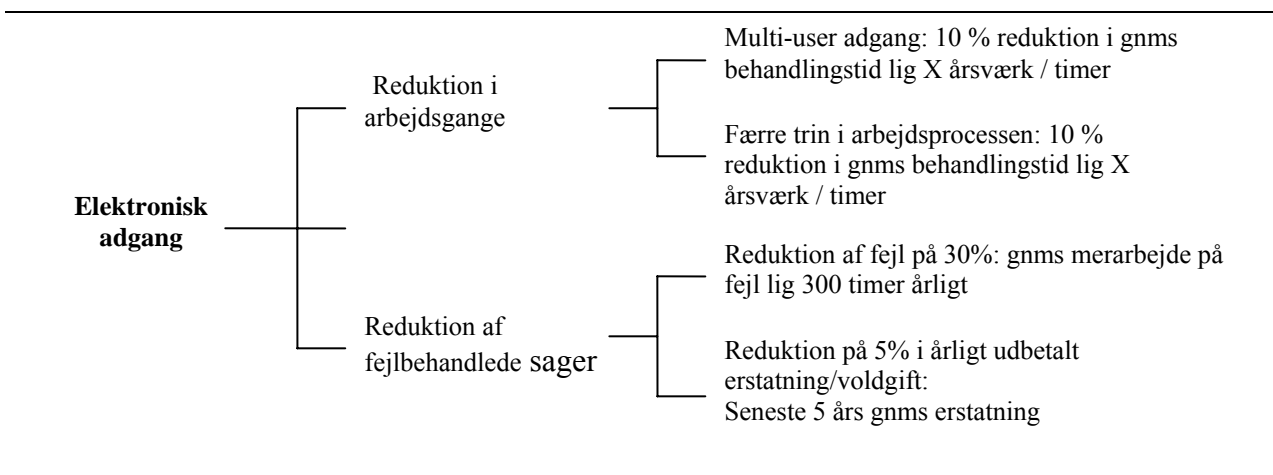 Elektronisk
adgang
Reduktion i
arbejdsgange
Multi-user adgang: 10 % reduktion i gnms
behandlingstid lig X årsværk / timer
Færre trin i arbejdsprocessen: 10 %
reduktion i gnms behandlingstid lig X
årsværk / timer
Reduktion af
fejlbehandlede sager
Reduktion af fejl på 30%: gnms merarbejde på
fejl lig 300 timer årligt
Reduktion på 5% i årligt udbetalt
erstatning/voldgift:
Seneste 5 års gnms erstatning